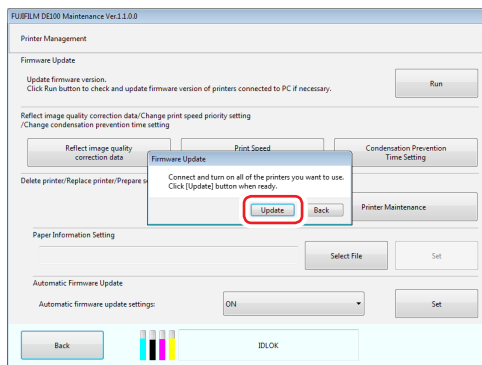 FUJIFILM DE100 Maintenance Ver.1.1.0.0
Printer Management
Firmware Update
Update firmware version.
Click Run button to check and update firmware version of printers connected to PC if necessary.
Run
Reflect image quality correction data/Change print speed priority setting
/Change condensation prevention time setting
Reflect image quality
correction data
Print Speed
Condensation Prevention
Time Setting
Firmware Update
Connect and turn on all of the printers you want to use.
Click [Update] button when ready.
Update
Back
Delete printer/Replace printer/Prepare
Printer Maintenance
Paper Information Setting
Select File
Set
Automatic Firmware Update
Automatic firmware update settings:
ON
Set
Back
IDLOK